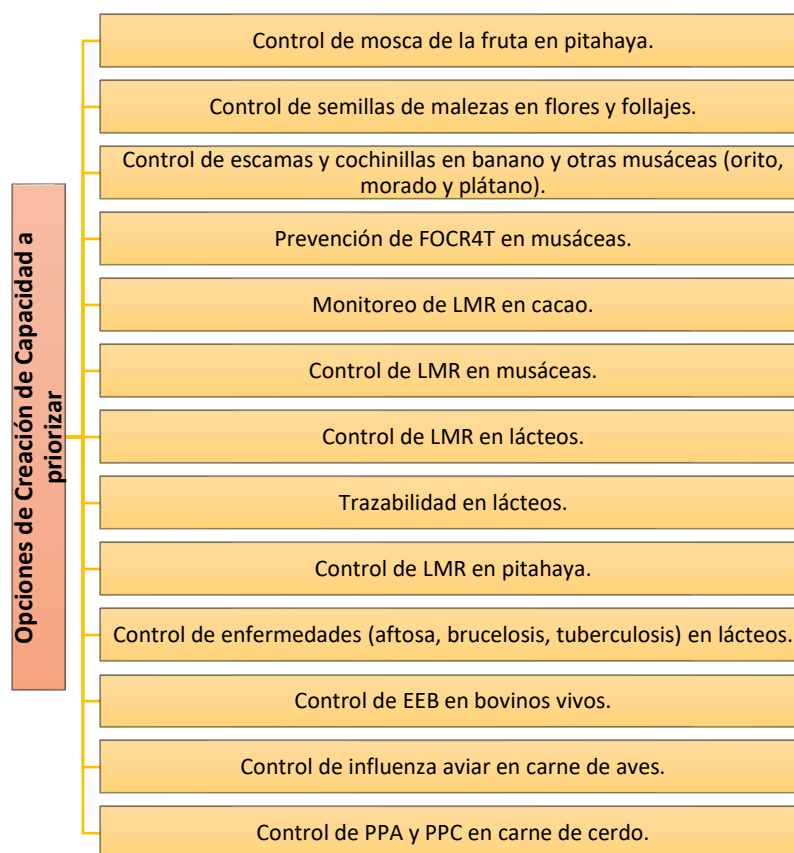 Opciones de Creación de Capacidad a
priorizar
Control de mosca de la fruta en pitahaya.
Control de semillas de malezas en flores y follajes.
Control de escamas y cochinillas en banano y otras musáceas (orito,
morado y plátano).
Prevención de FOCR4T en musáceas.
Monitoreo de LMR en cacao.
Control de LMR en musáceas.
Control de LMR en lácteos.
Trazabilidad en lácteos.
Control de LMR en pitahaya.
Control de enfermedades (aftosa, brucelosis, tuberculosis) en lácteos.
Control de EEB en bovinos vivos.
Control de influenza aviar en carne de aves.
Control de PPA y PPC en carne de cerdo.